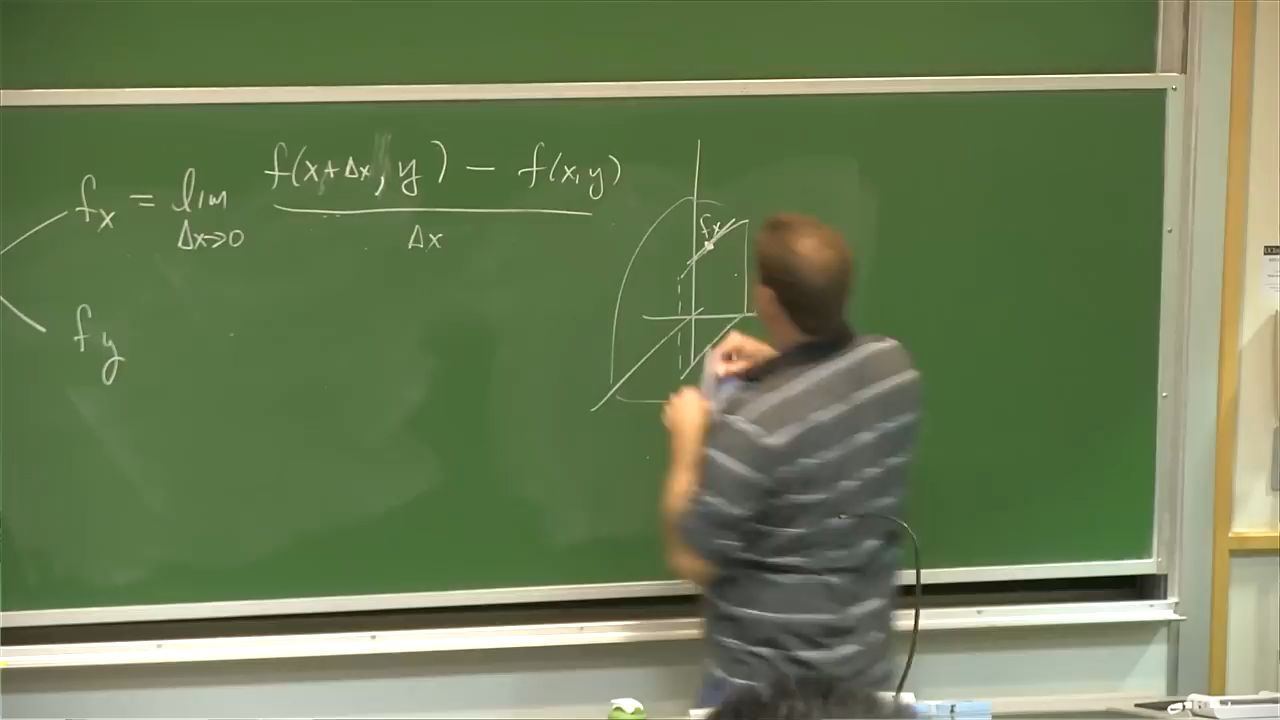 fx = lim Δx→0 f(x+Δx, y) − f(x,y) / Δx
fy
fx